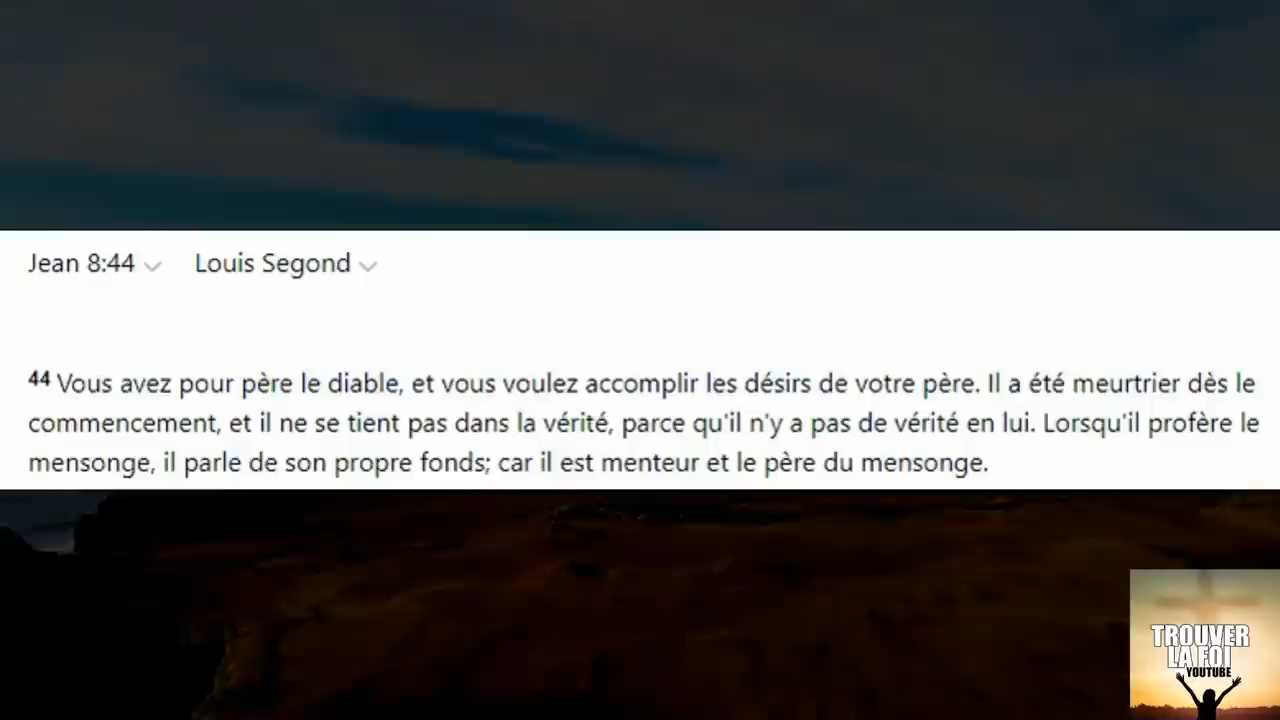 Jean 8:44 Louis Segond
44 Vous avez pour père le diable, et vous voulez accomplir les désirs de votre père. Il a été meurtrier dès le
commencement, et il ne se tient pas dans la vérité, parce qu'il n'y a pas de vérité en lui. Lorsqu'il profère le
mensonge, il parle de son propre fonds; car il est menteur et le père du mensonge.
TROUVER
LA FOI
YOUTUBE